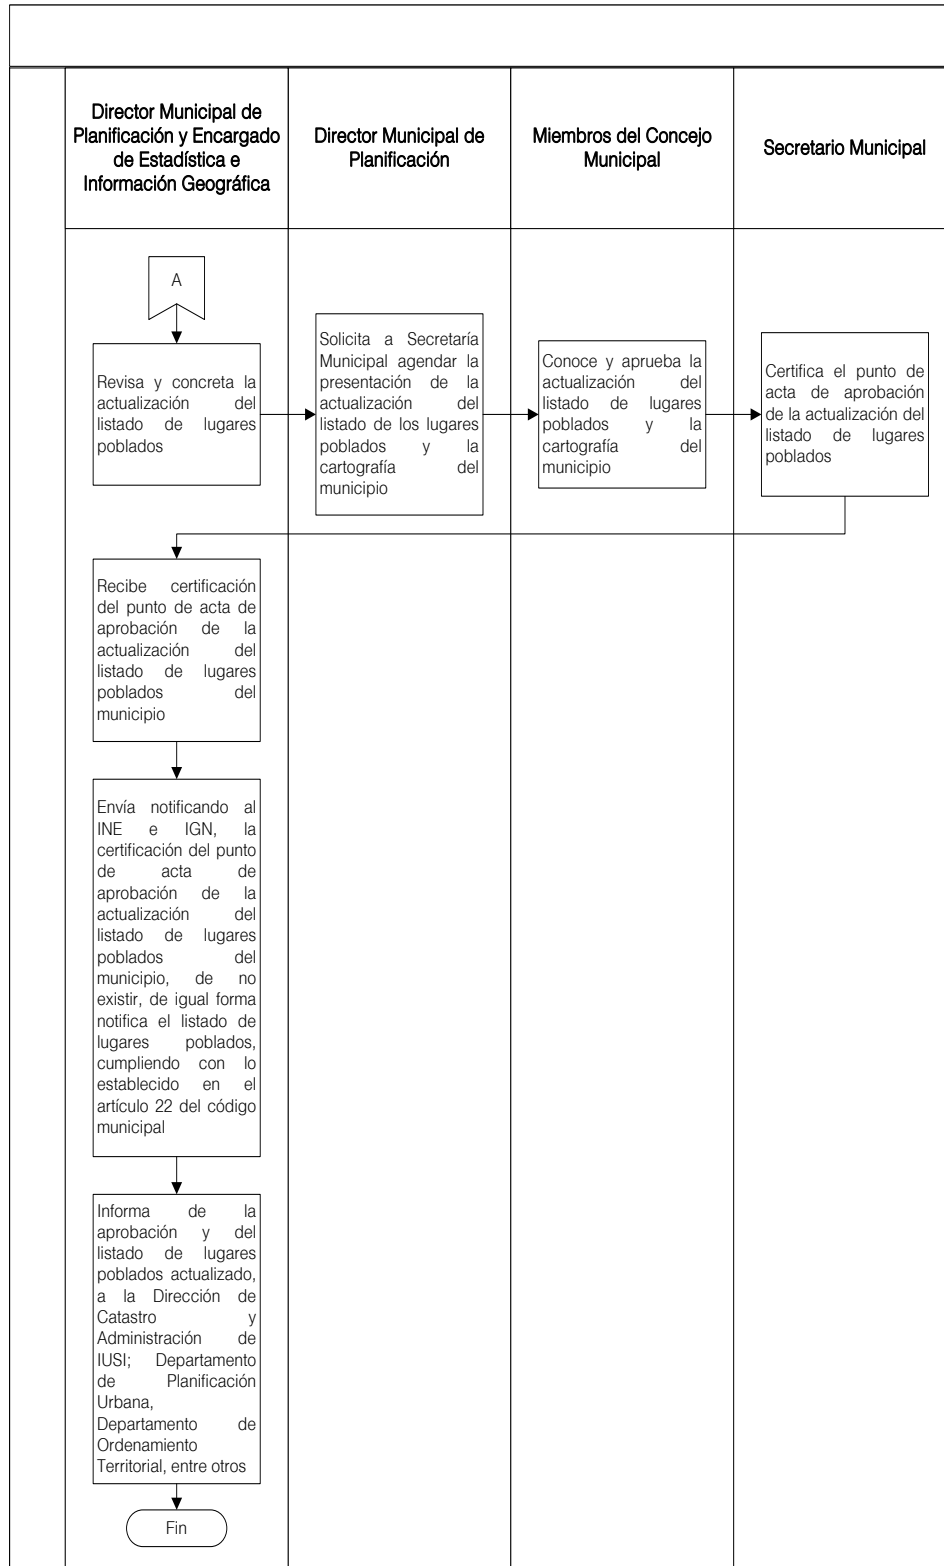 Director Municipal de
Planificación y Encargado
de Estadística e
Información Geográfica
Director Municipal de
Planificación
Miembros del Concejo
Municipal
Secretario Municipal
A
Revisa y concreta la
actualización del
listado de lugares
poblados
Solicita a Secretaría
Municipal agendar la
presentación de la
actualización del
listado de los lugares
poblados y la
cartografía del
municipio
Conoce y aprueba la
actualización del
listado de lugares
poblados y la
cartografía del
municipio
Certifica el punto de
acta de aprobación
de la actualización del
listado de lugares
poblados
Recibe certificación
del punto de acta de
aprobación de la
actualización del
listado de lugares
poblados del
municipio
Envía notificando al
INE e IGN, la
certificación del punto
de acta de
aprobación de la
actualización del
listado de lugares
poblados del
municipio, de no
existir, de igual forma
notifica el listado de
lugares poblados,
cumpliendo con lo
establecido en el
artículo 22 del código
municipal
Informa de la
aprobación y del
listado de lugares
poblados actualizado,
a la Dirección de
Catastro y
Administración de
IUSI; Departamento
de Planificación
Urbana,
Departamento de
Ordenamiento
Territorial, entre otros
Fin